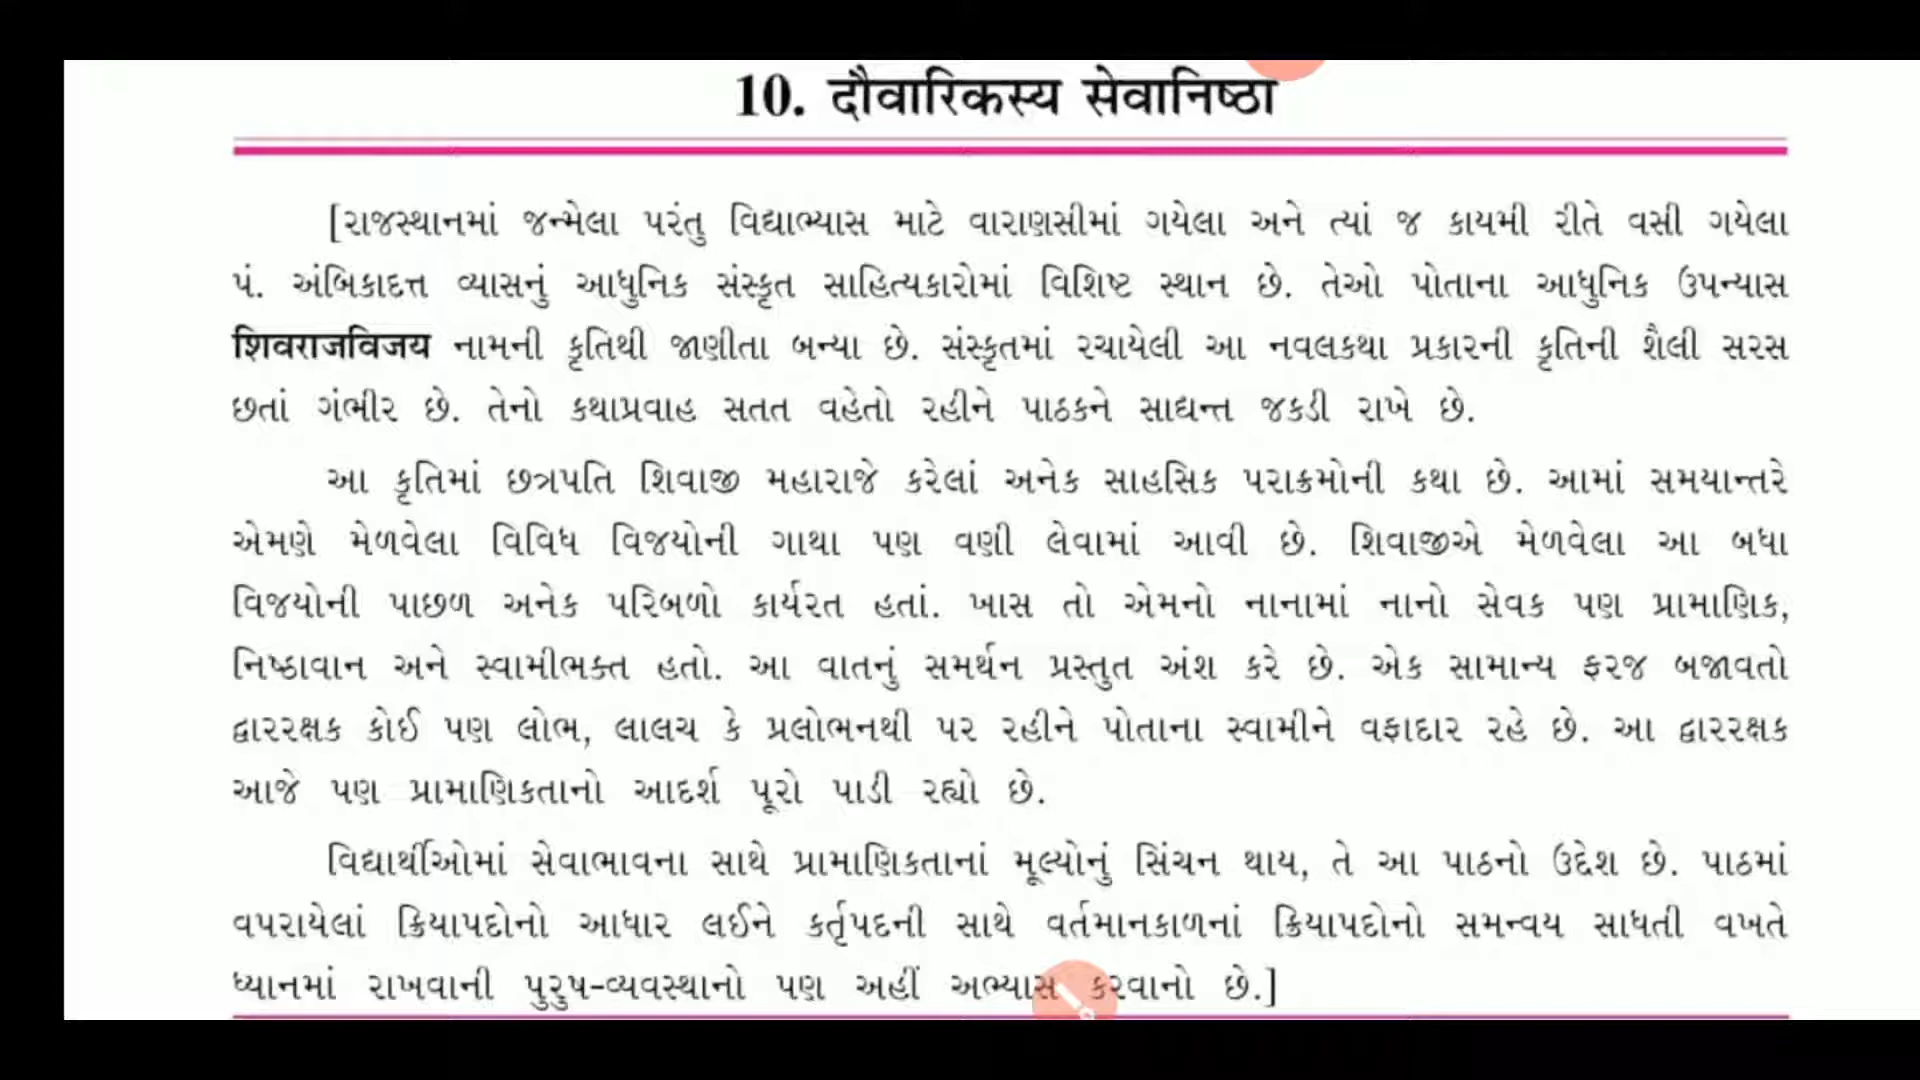 10. दौवारिकस्य सेवानिष्ठा
[રાજસ્થાનમાં જન્મેલા પરંતુ વિદ્યાભ્યાસ માટે વારાણસીમાં ગયેલા અને ત્યાં જ કાયમી રીતે વસી ગયેલા
પં. અંબિકાદત્ત વ્યાસનું આધુનિક સંસ્કૃત સાહિત્યકારોમાં વિશિષ્ટ સ્થાન છે. તેઓ પોતાના આધુનિક ઉપન્યાસ
शिवराजविजय નામની કૃતિથી જાણીતા બન્યા છે. સંસ્કૃતમાં રચાયેલી આ નવલકથા પ્રકારની કૃતિની શૈલી સરસ
છતાં ગંભીર છે. તેનો કથાપ્રવાહ સતત વહેતો રહીને પાઠકને સાદ્યન્ત જકડી રાખે છે.
આ કૃતિમાં છત્રપતિ શિવાજી મહારાજે કરેલાં અનેક સાહસિક પરાક્રમોની કથા છે. આમાં સમયાન્તરે
એમણે મેળવેલા વિવિધ વિજયોની ગાથા પણ વણી લેવામાં આવી છે. શિવાજીએ મેળવેલા આ બધા
વિજયોની પાછળ અનેક પરિબળો કાર્યરત હતાં. ખાસ તો એમનો નાનામાં નાનો સેવક પણ પ્રામાણિક,
નિષ્ઠાવાન અને સ્વામીભક્ત હતો. આ વાતનું સમર્થન પ્રસ્તુત અંશ કરે છે. એક સામાન્ય ફરજ બજાવતો
દ્વારરક્ષક કોઈ પણ લોભ, લાલચ કે પ્રલોભનથી પર રહીને પોતાના સ્વામીને વફાદાર રહે છે. આ દ્વારરક્ષક
આજે પણ પ્રામાણિકતાનો આદર્શ પૂરો પાડી રહ્યો છે.
વિદ્યાર્થીઓમાં સેવાભાવના સાથે પ્રામાણિકતાનાં મૂલ્યોનું સિંચન થાય, તે આ પાઠનો ઉદ્દેશ છે. પાઠમાં
વપરાયેલાં ક્રિયાપદોનો આધાર લઈને કર્તૃપદની સાથે વર્તમાનકાળનાં ક્રિયાપદોનો સમન્વય સાધતી વખતે
ધ્યાનમાં રાખવાની પુરુષ-વ્યવસ્થાનો પણ અહીં અભ્યાસ કરવાનો છે.]